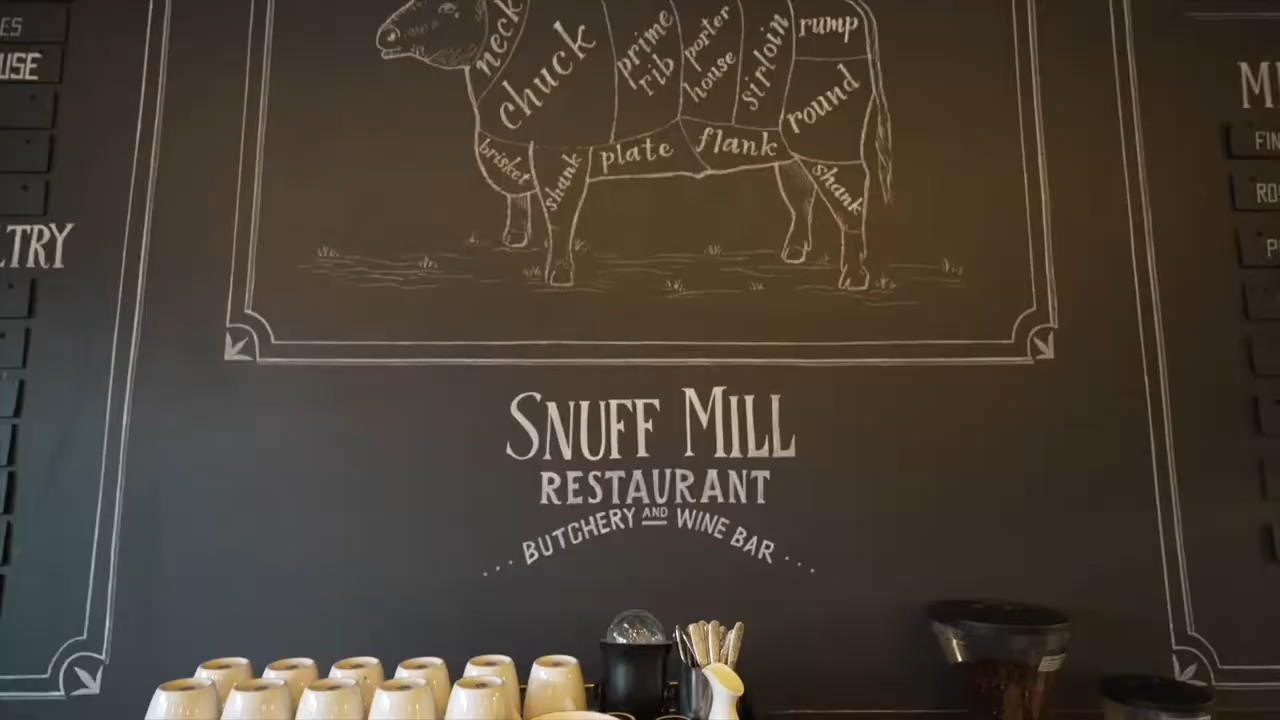 neck
chuck
prime
rib
porter
house
sirloin
rump
round
brisket
shank
plate
flank
shank
SNUFF MILL
RESTAURANT
BUTCHERY AND WINE BAR